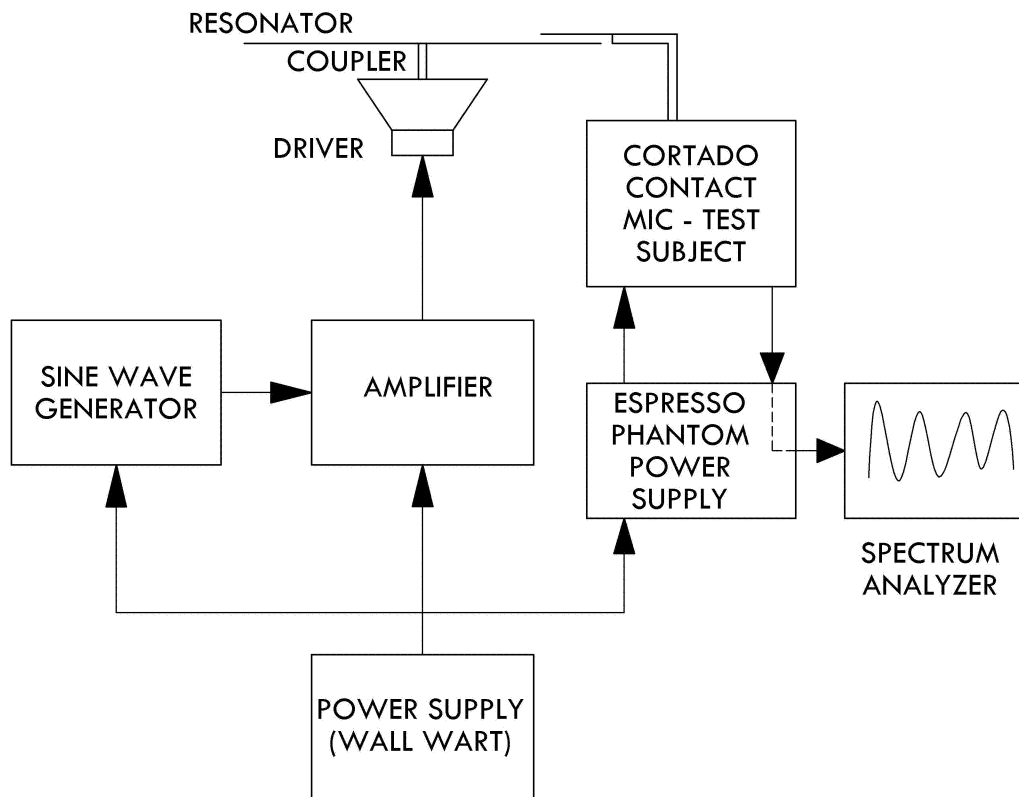 RESONATOR
COUPLER
DRIVER
CORTADO
CONTACT
MIC - TEST
SUBJECT
SINE WAVE
GENERATOR
AMPLIFIER
ESPRESSO
PHANTOM
POWER
SUPPLY
SPECTRUM
ANALYZER
POWER SUPPLY
(WALL WART)